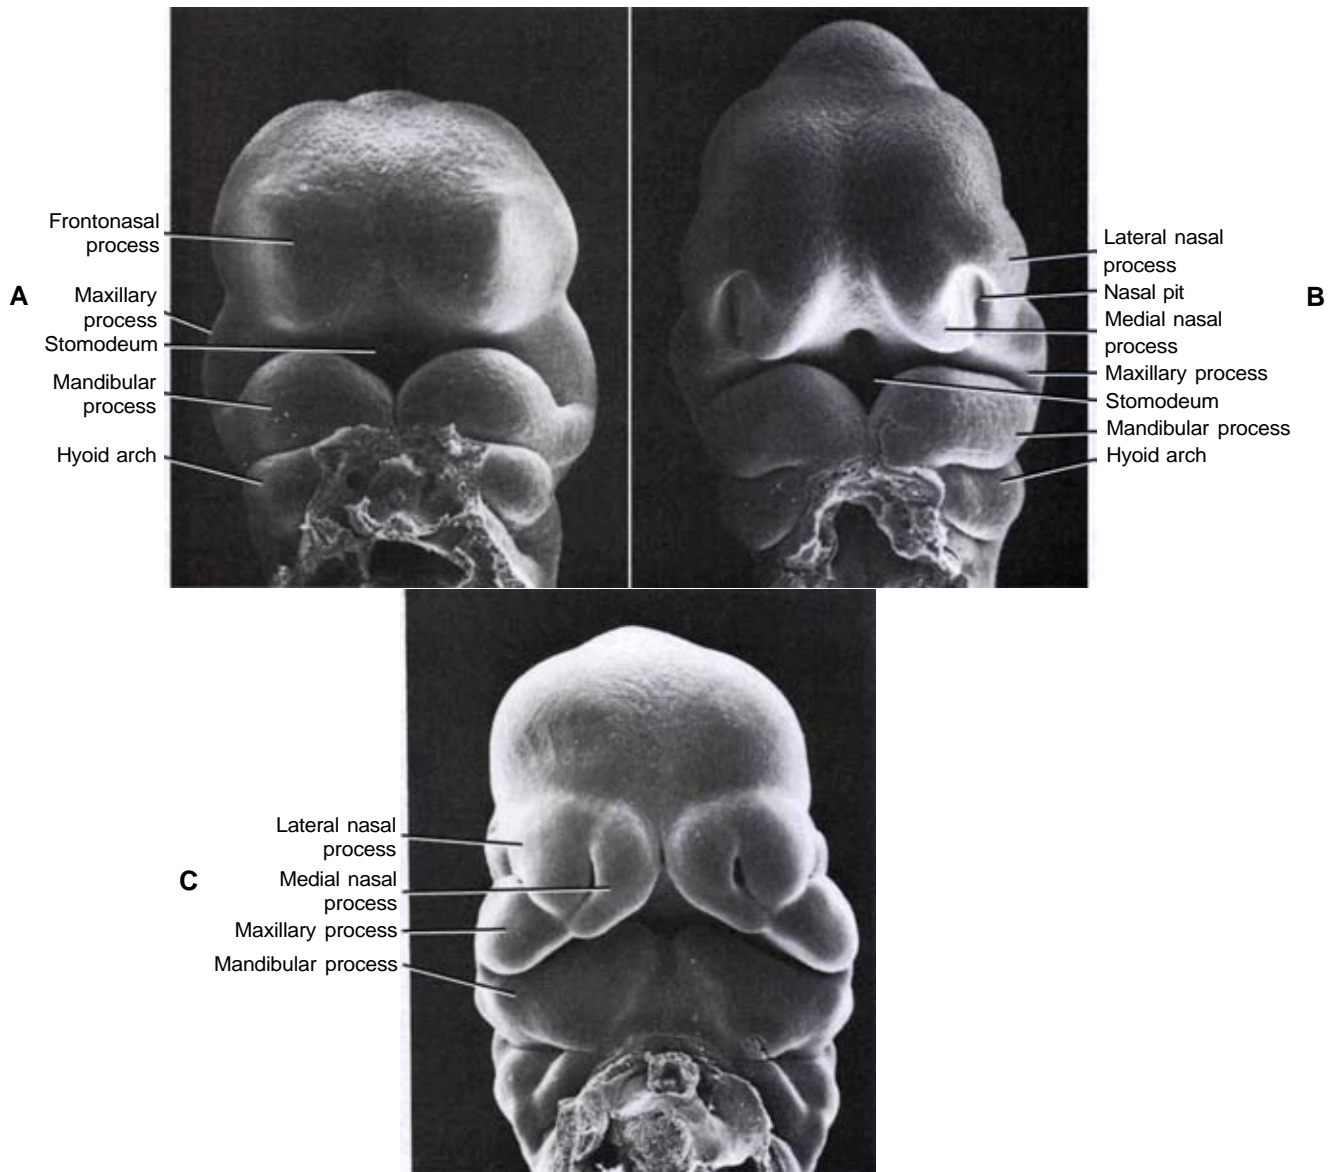 Frontonasal
process
A
Maxillary
process
Stomodeum
Mandibular
process
Hyoid arch
Lateral nasal
process
Nasal pit
B
Medial nasal
process
Maxillary process
Stomodeum
Mandibular process
Hyoid arch
Lateral nasal
process
C
Medial nasal
process
Maxillary process
Mandibular process